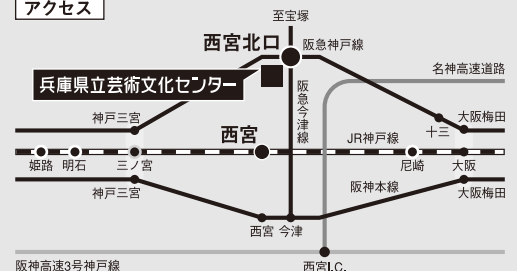 アクセス
至宝塚
西宮北口
阪急神戸線
名神高速道路
兵庫県立芸術文化センター
阪急今津線
神戸三宮
大阪梅田
十三
西宮
JR神戸線
姫路
明石
三ノ宮
尼崎
大阪
神戸三宮
阪神本線
大阪梅田
西宮
今津
阪神高速3号神戸線
西宮I.C.